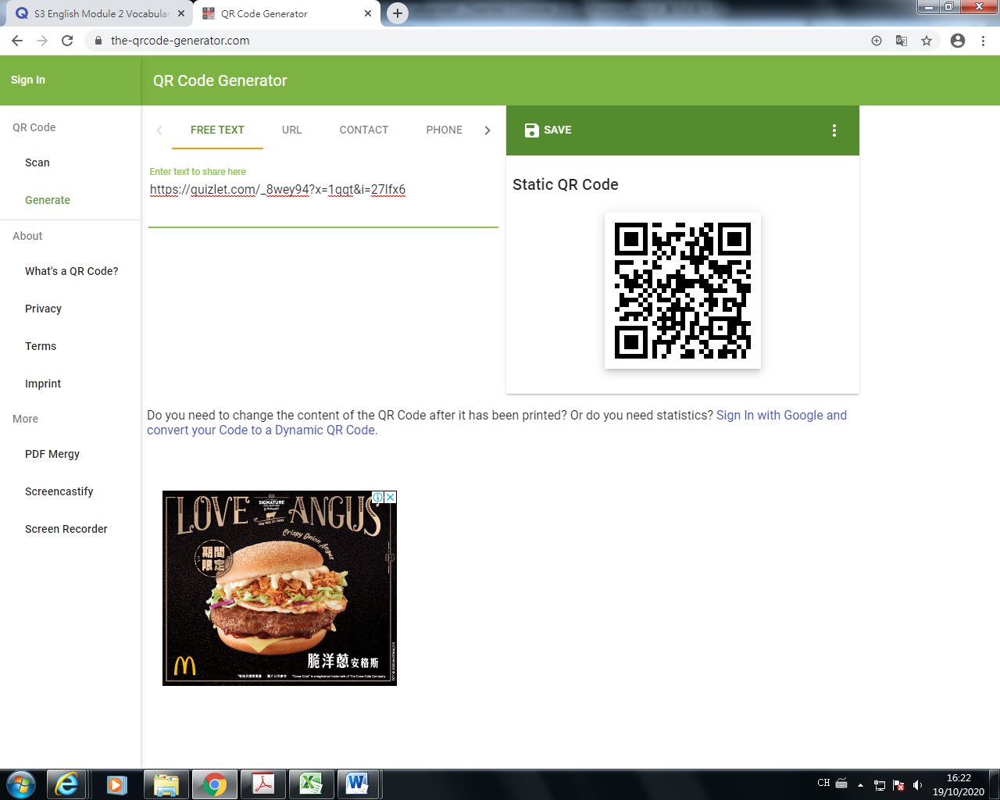 S3 English Module 2 Vocabular
QR Code Generator
the-qrcode-generator.com
Sign In
QR Code Generator
QR Code
Scan
Generate
About
What's a QR Code?
Privacy
Terms
Imprint
More
PDF Mergy
Screencastify
Screen Recorder
FREE TEXT
URL
CONTACT
PHONE
Enter text to share here
https://quizlet.com/_8wey94?x=1qqt&i=27lfx6
SAVE
Static QR Code
Do you need to change the content of the QR Code after it has been printed? Or do you need statistics? Sign In with Google and
convert your Code to a Dynamic QR Code.
SIGNATURE
COLLECTION
LOVE ANGUS
Crispy Onion Angus
期間
限定
脆洋蔥安格斯
CH
16:22
19/10/2020